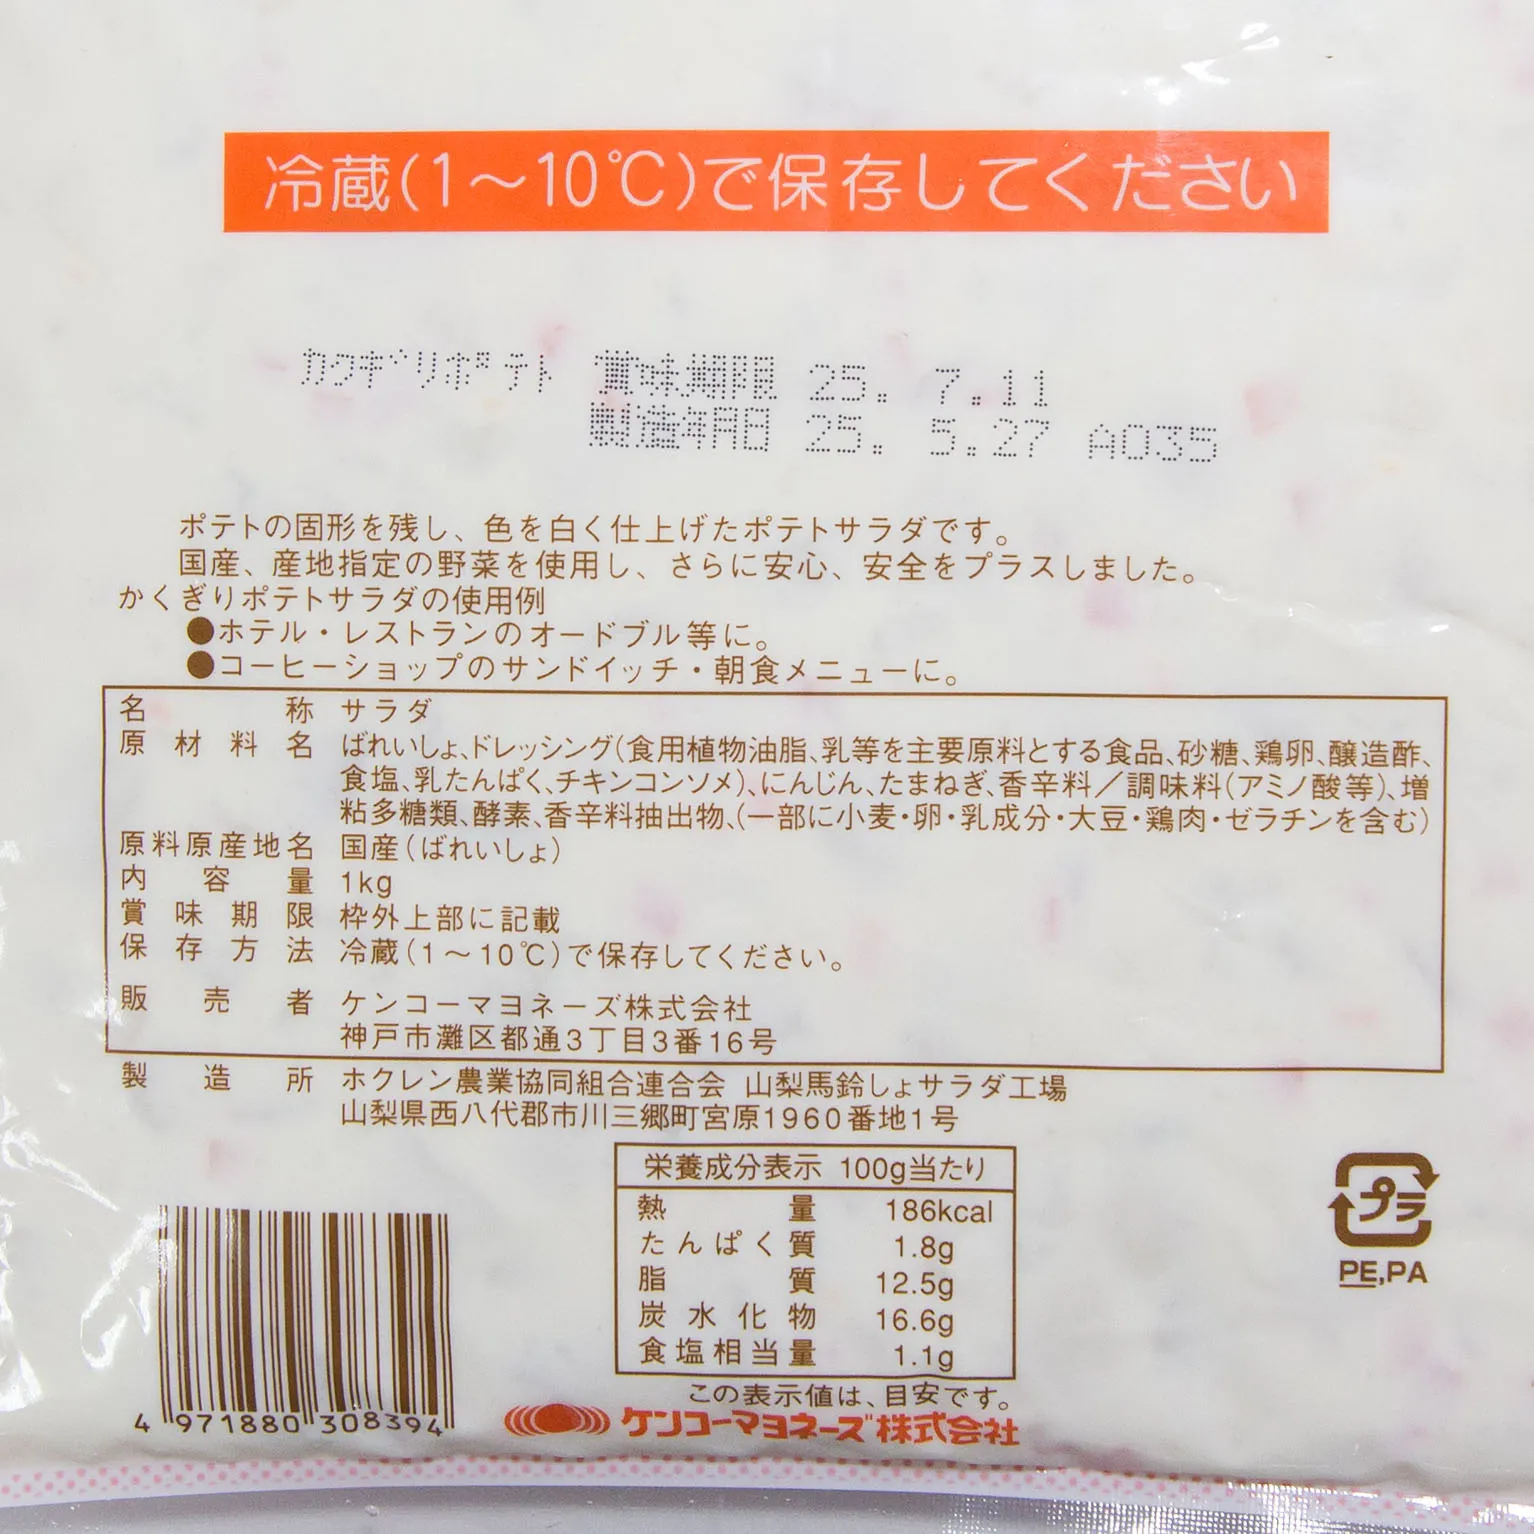 冷蔵(1～10℃)で保存してください
カクギリポテト 賞味期限 25. 7.11
製造年月日 25. 5.27 A035
ポテトの固形を残し、色を白く仕上げたポテトサラダです。
国産、産地指定の野菜を使用し、さらに安心、安全をプラスしました。
かくぎりポテトサラダの使用例
●ホテル・レストランのオードブル等に。
●コーヒーショップのサンドイッチ・朝食メニューに。
名称 サラダ
原材料名 ばれいしょ、ドレッシング(食用植物油脂、乳等を主要原料とする食品、砂糖、鶏卵、醸造酢、
食塩、乳たんぱく、チキンコンソメ)、にんじん、たまねぎ、香辛料／調味料(アミノ酸等)、増
粘多糖類、酵素、香辛料抽出物、(一部に小麦・卵・乳成分・大豆・鶏肉・ゼラチンを含む)
原料原産地名 国産(ばれいしょ)
内容量 1kg
賞味期限 枠外上部に記載
保存方法 冷蔵(1～10℃)で保存してください。
販売者 ケンコーマヨネーズ株式会社
神戸市灘区都通3丁目3番16号
製造所 ホクレン農業協同組合連合会 山梨馬鈴しょサラダ工場
山梨県西八代郡市川三郷町宮原1960番地1号
栄養成分表示 100g当たり
熱量 186kcal
たんぱく質 1.8g
脂質 12.5g
炭水化物 16.6g
食塩相当量 1.1g
この表示値は、目安です。
プラ
PE,PA
4 971880 308394
ケンコーマヨネーズ株式会社